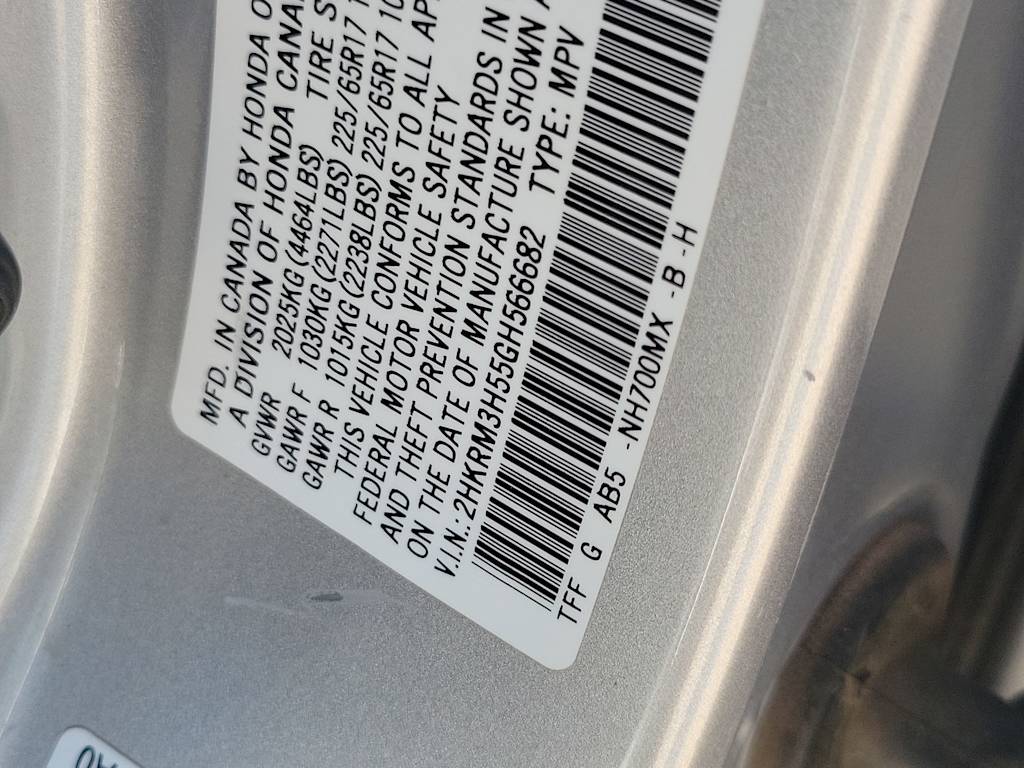 MFD. IN CANADA BY HONDA O
A DIVISION OF HONDA CANA
GVWR 2025KG (4464LBS) TIRE S
GAWR F 1030KG (2271LBS) 225/65R17 1
GAWR R 1015KG (2238LBS) 225/65R17 10
THIS VEHICLE CONFORMS TO ALL AP
FEDERAL MOTOR VEHICLE SAFETY
AND THEFT PREVENTION STANDARDS IN
ON THE DATE OF MANUFACTURE SHOWN A
V.I.N.: 2HKRM3H55GH566682 TYPE: MPV
TFF G AB5 -NH700MX -B -H